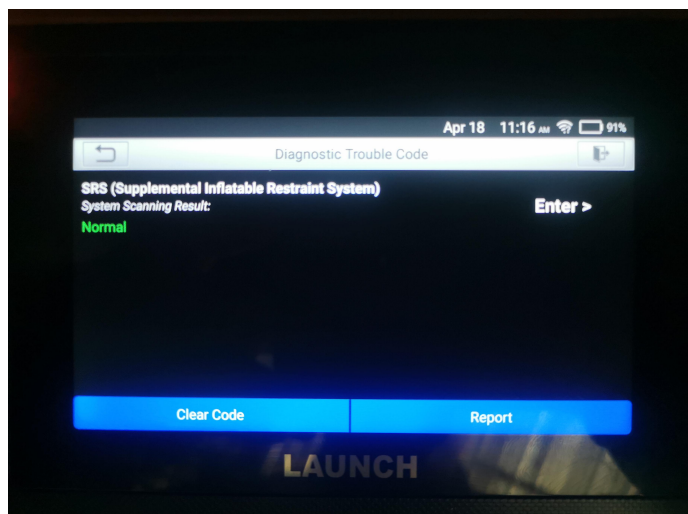 Apr 18 11:16 AM 91%
Diagnostic Trouble Code
SRS (Supplemental Inflatable Restraint System)
System Scanning Result:
Enter >
Normal
Clear Code
Report
LAUNCH